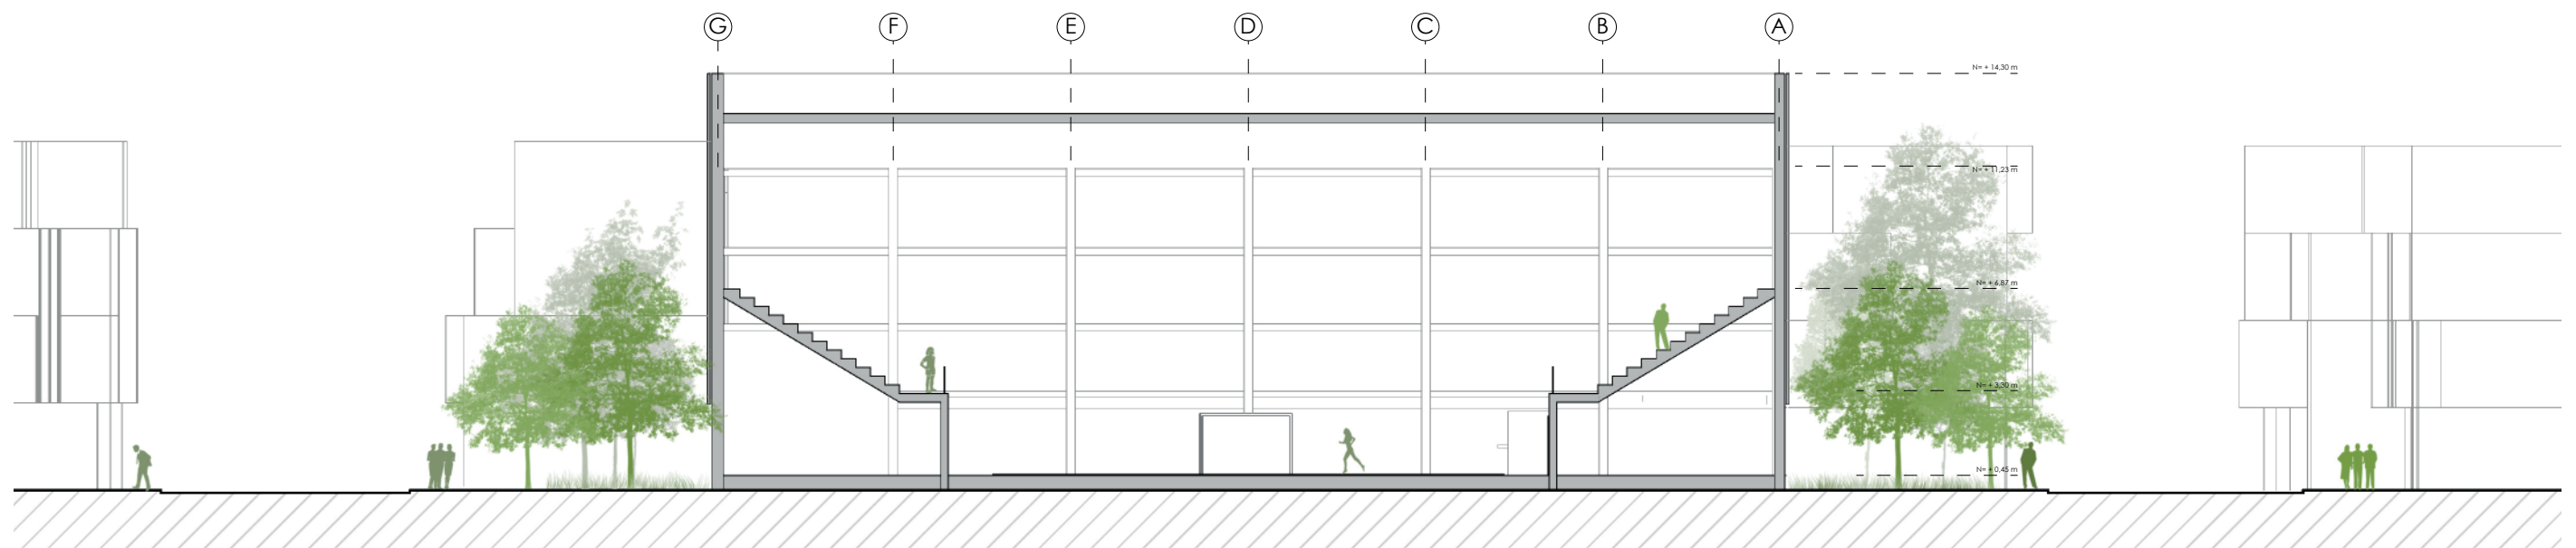 G F E D C B A
N= + 14,30 m
N= + 11,23 m
N= + 6,87 m
N= + 3,30 m
N= + 0,45 m